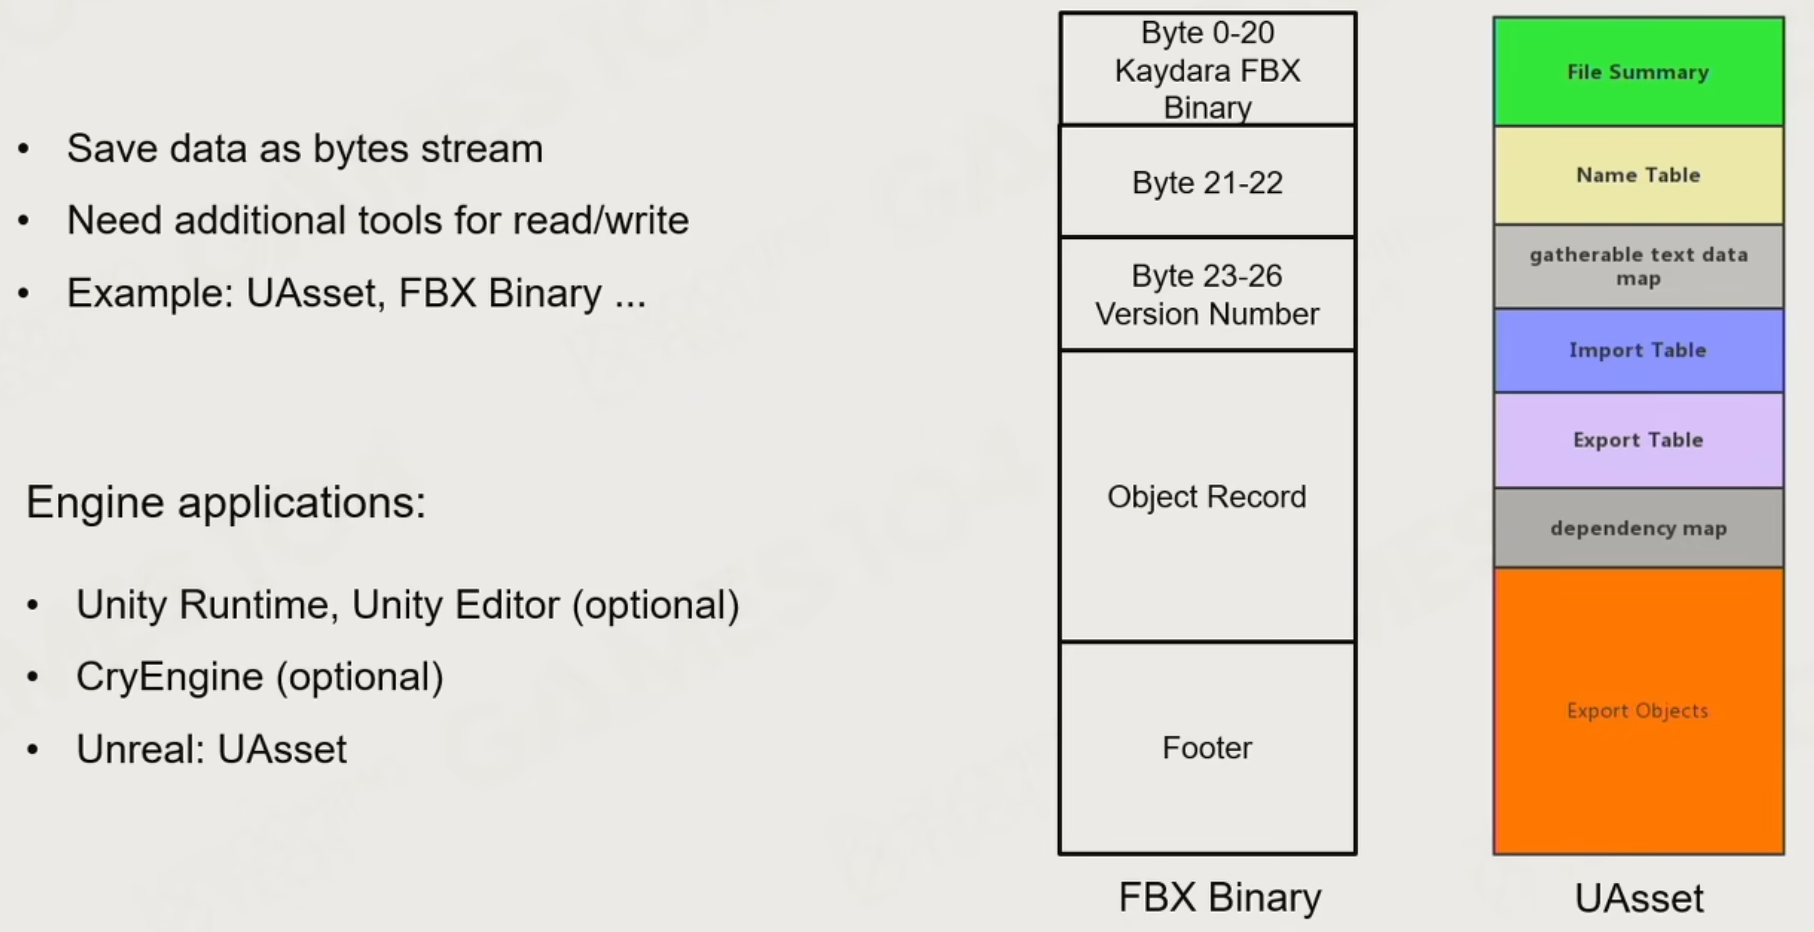 • Save data as bytes stream
• Need additional tools for read/write
• Example: UAsset, FBX Binary ...
Engine applications:
• Unity Runtime, Unity Editor (optional)
• CryEngine (optional)
• Unreal: UAsset
Byte 0-20
Kaydara FBX
Binary
Byte 21-22
Byte 23-26
Version Number
Object Record
Footer
FBX Binary
File Summary
Name Table
gatherable text data
map
Import Table
Export Table
dependency map
Export Objects
UAsset
GAMES 104